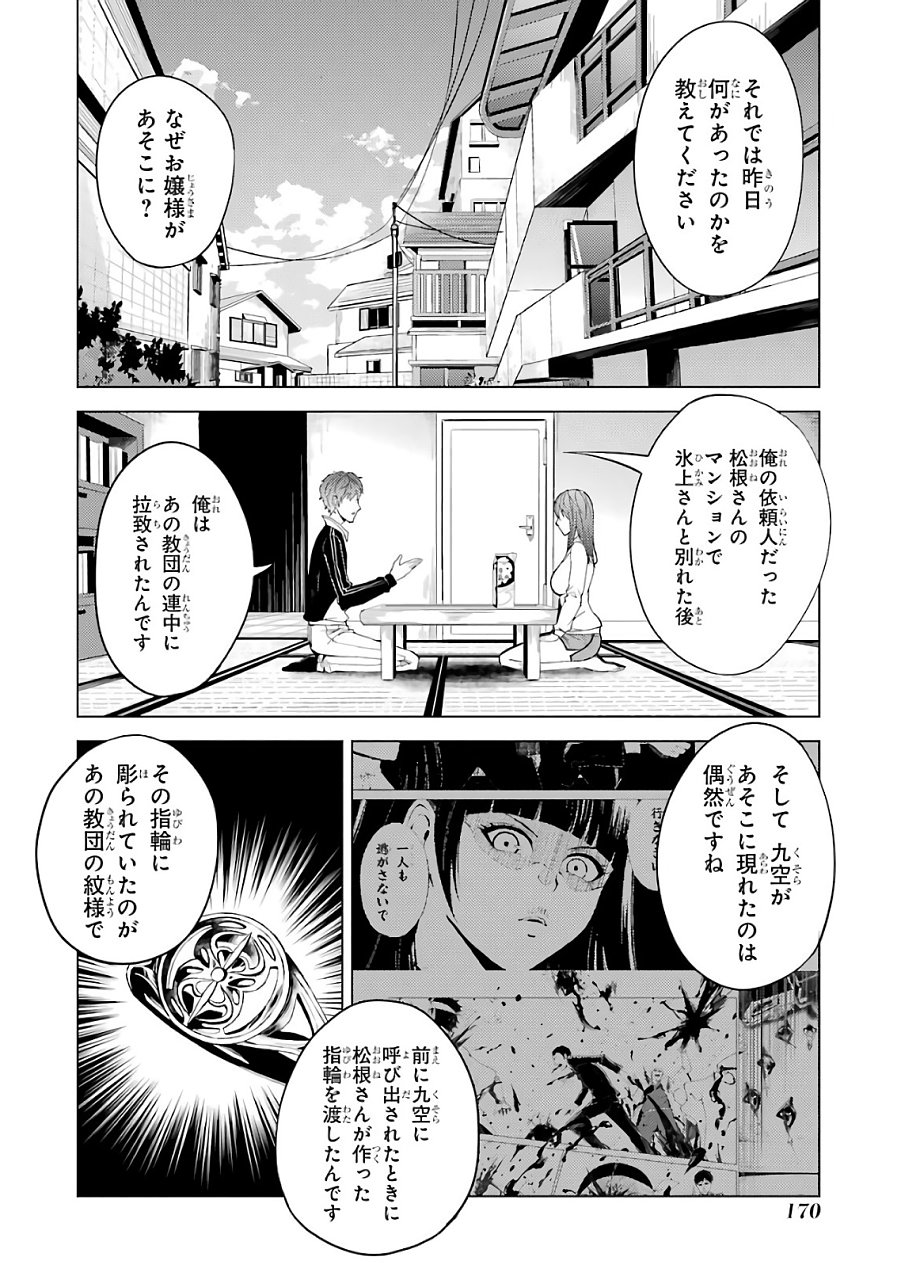 それでは昨日
何があったのかを
教えてください
なぜお嬢様が
あそこに?
俺の依頼人だった
松根さんの
マンションで
氷上さんと別れた後
俺は
あの教団の連中に
拉致されたんです
そして 九空が
あそこに現れたのは
偶然ですね
一人も
逃がさないで
前に九空に
呼び出されたときに
松根さんが作った
指輪を渡したんです
その指輪に
彫られていたのが
あの教団の紋様で
170